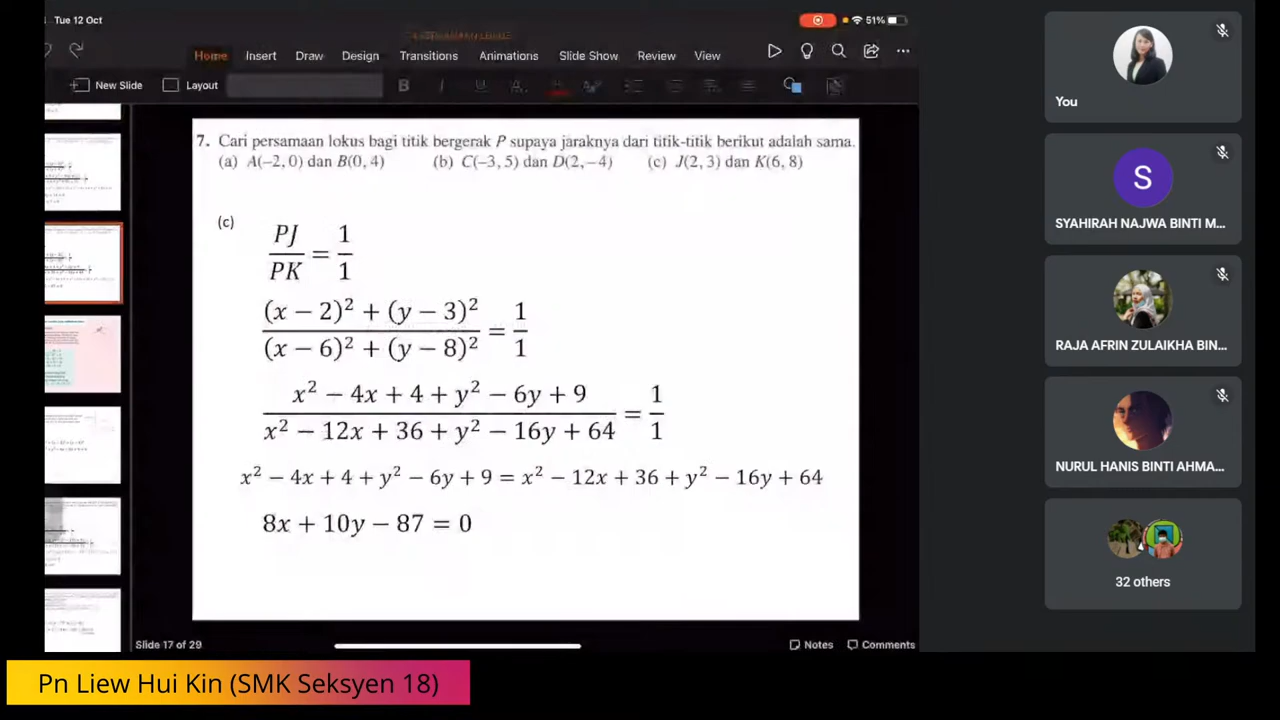 Tue 12 Oct
51%
Home Insert Draw Design Transitions Animations Slide Show Review View
New Slide Layout
B I U A
7. Cari persamaan lokus bagi titik bergerak P supaya jaraknya dari titik-titik berikut adalah sama.
(a) A(−2, 0) dan B(0, 4) (b) C(−3, 5) dan D(2, −4) (c) J(2, 3) dan K(6, 8)
(c)
PJ/PK = 1/1
((x − 2)² + (y − 3)²)/((x − 6)² + (y − 8)²) = 1/1
(x² − 4x + 4 + y² − 6y + 9)/(x² − 12x + 36 + y² − 16y + 64) = 1/1
x² − 4x + 4 + y² − 6y + 9 = x² − 12x + 36 + y² − 16y + 64
8x + 10y − 87 = 0
Slide 17 of 29
Notes Comments
You
S
SYAHIRAH NAJWA BINTI M...
RAJA AFRIN ZULAIKHA BIN...
NURUL HANIS BINTI AHMA...
32 others
Pn Liew Hui Kin (SMK Seksyen 18)